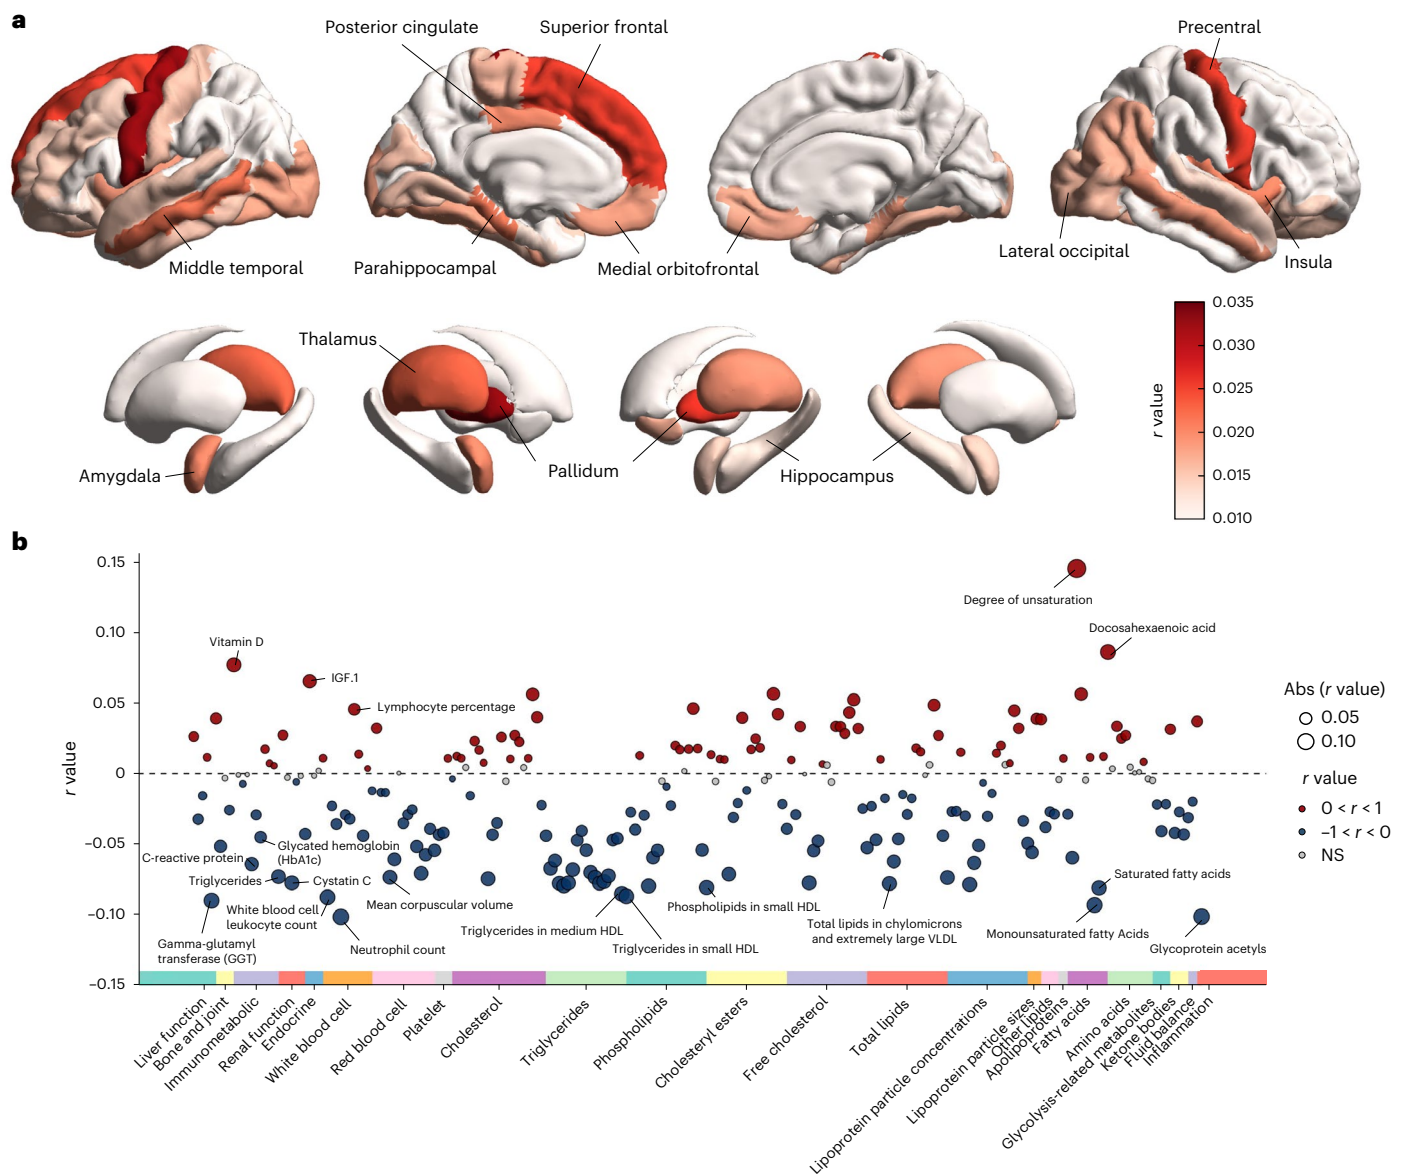 a
Posterior cingulate
Superior frontal
Precentral
Middle temporal
Parahippocampal
Medial orbitofrontal
Lateral occipital
Insula
Thalamus
Amygdala
Pallidum
Hippocampus
r value
0.035
0.030
0.025
0.020
0.015
0.010
b
r value
0.15
0.10
0.05
0
−0.05
−0.10
−0.15
Degree of unsaturation
Docosahexaenoic acid
Vitamin D
IGF.1
Lymphocyte percentage
Glycated hemoglobin
(HbA1c)
C-reactive protein
Triglycerides
Cystatin C
White blood cell
leukocyte count
Mean corpuscular volume
Gamma-glutamyl
transferase (GGT)
Neutrophil count
Triglycerides in medium HDL
Triglycerides in small HDL
Phospholipids in small HDL
Total lipids in chylomicrons
and extremely large VLDL
Saturated fatty acids
Monounsaturated fatty Acids
Glycoprotein acetyls
Abs (r value)
0.05
0.10
r value
0 < r < 1
−1 < r < 0
NS
Liver function
Bone and joint
Immunometabolic
Renal function
Endocrine
White blood cell
Red blood cell
Platelet
Cholesterol
Triglycerides
Phospholipids
Cholesteryl esters
Free cholesterol
Total lipids
Lipoprotein particle concentrations
Lipoprotein particle sizes
Other lipids
Apolipoproteins
Fatty acids
Amino acids
Glycolysis-related metabolites
Ketone bodies
Fluid balance
Inflammation